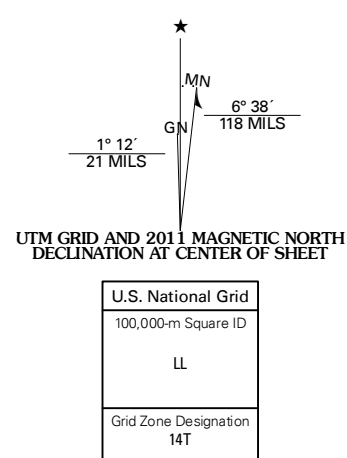 ★
MN
GN
6° 38´
118 MILS
1° 12´
21 MILS
UTM GRID AND 2011 MAGNETIC NORTH
DECLINATION AT CENTER OF SHEET
U.S. National Grid
100,000-m Square ID
LL
Grid Zone Designation
14T